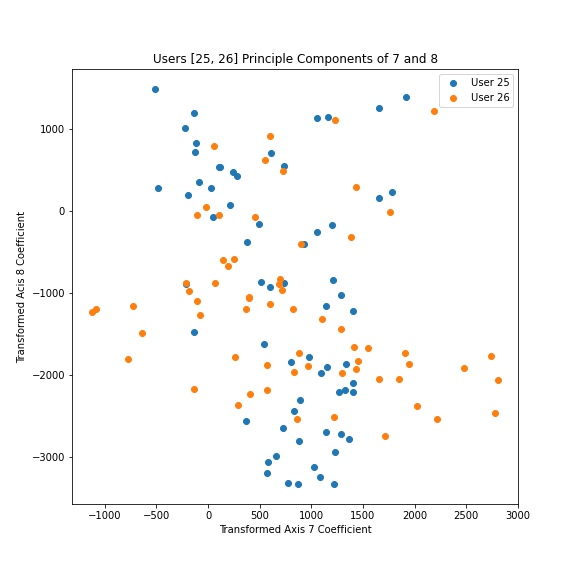 Users [25, 26] Principle Components of 7 and 8
User 25
User 26
Transformed Acis 8 Coefficient
1000
0
−1000
−2000
−3000
−1000 −500 0 500 1000 1500 2000 2500 3000
Transformed Axis 7 Coefficient